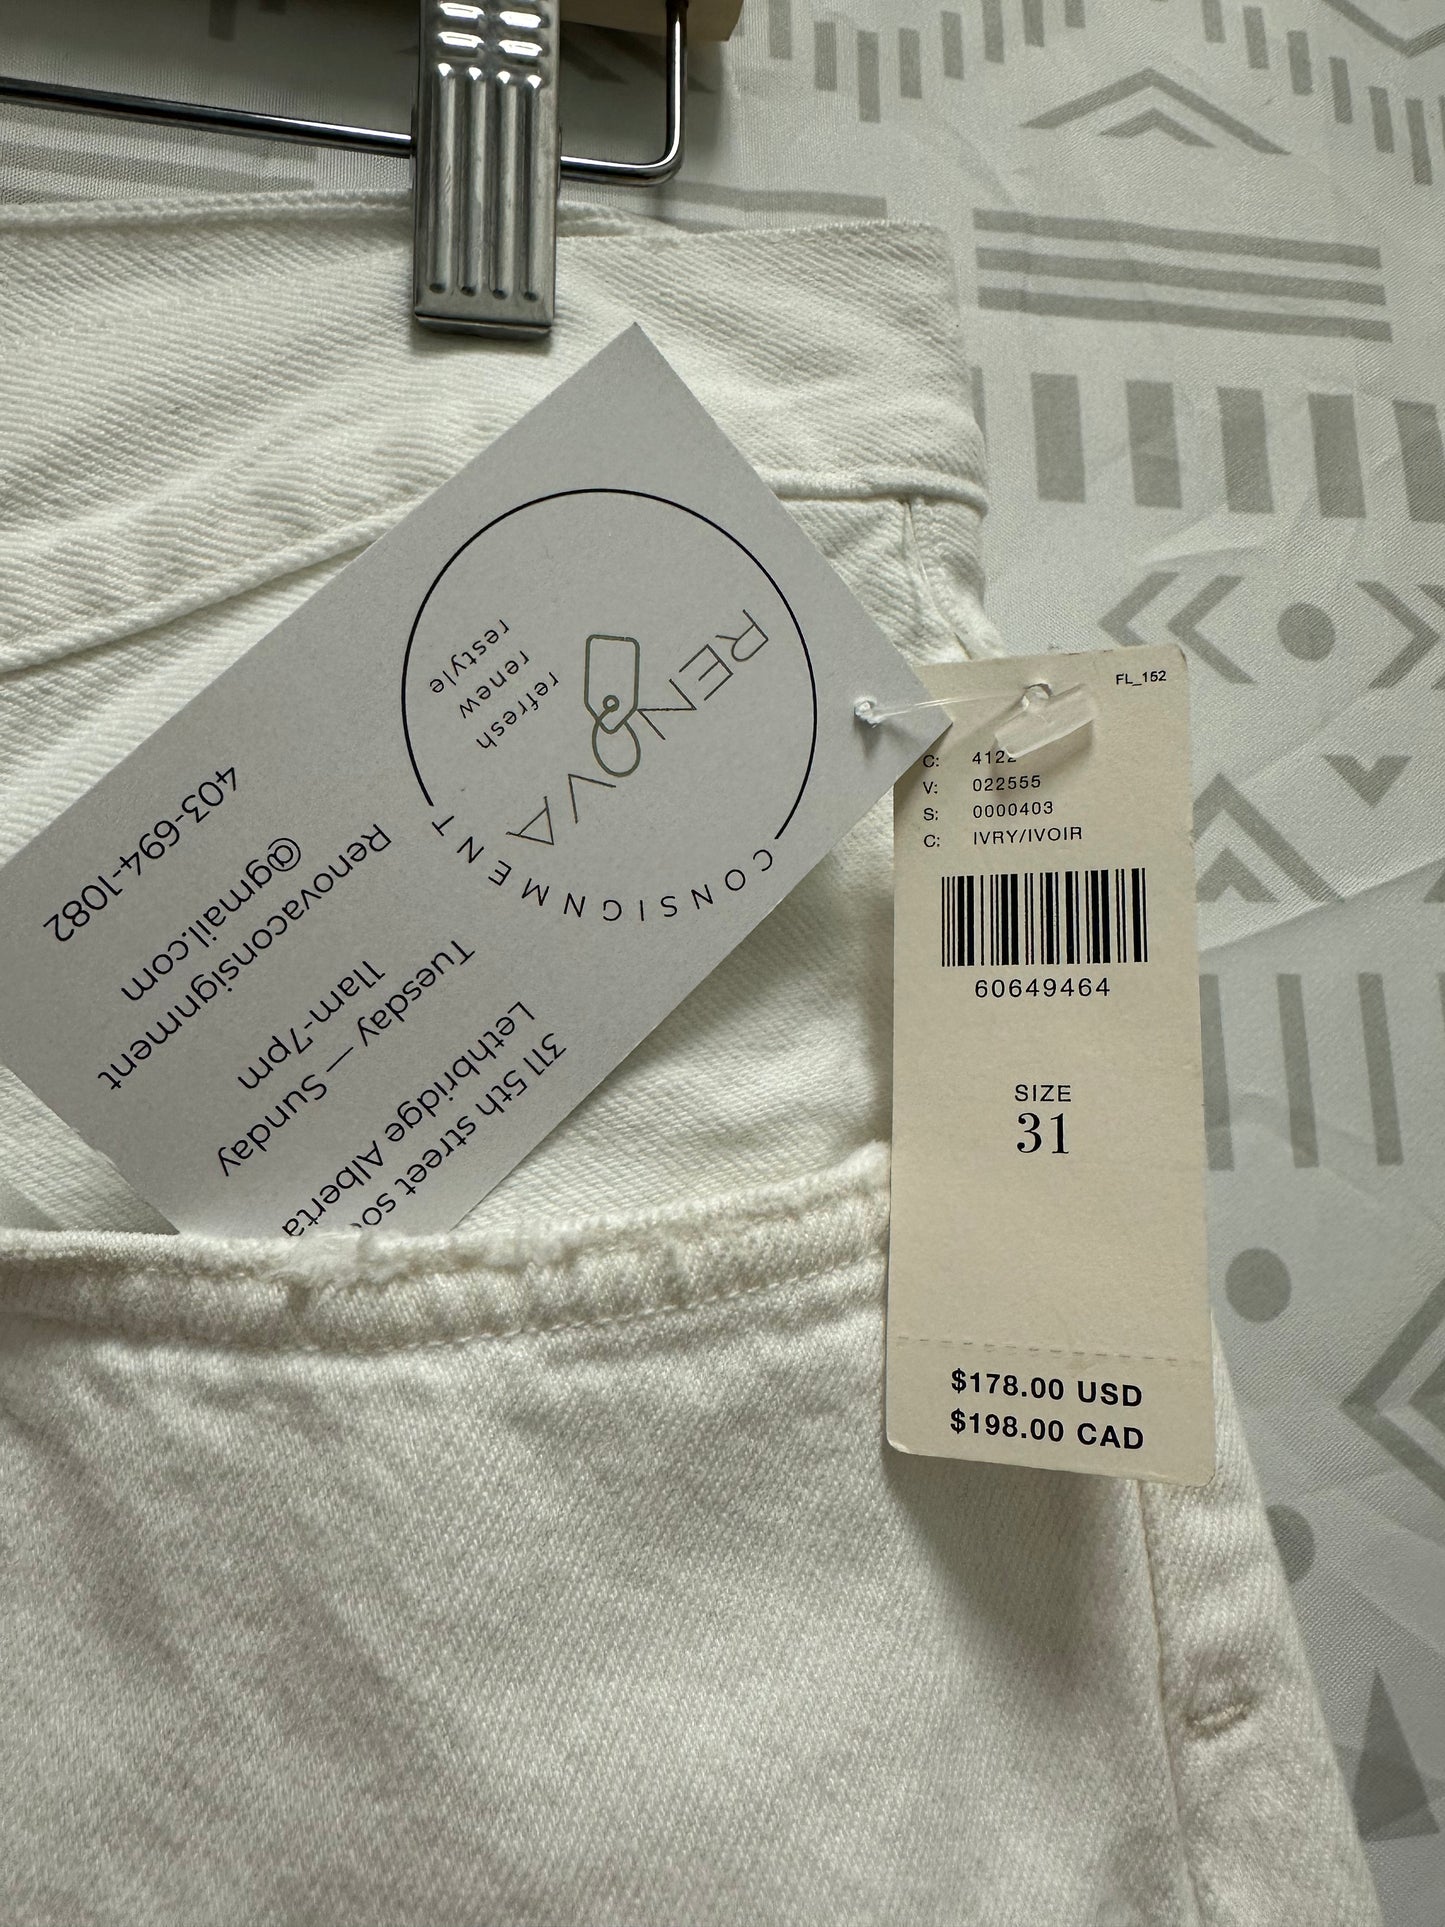 RENOVA
CONSIGNMENT
refresh
renew
restyle
311 5th street
Lethbridge Alberta
Tuesday — Sunday
11am-7pm
Renovaconsignment
@gmail.com
403-694-1082
FL_152
C: 4122
V: 022555
S: 0000403
C: IVRY/IVOIR
60649464
SIZE
31
$178.00 USD
$198.00 CAD